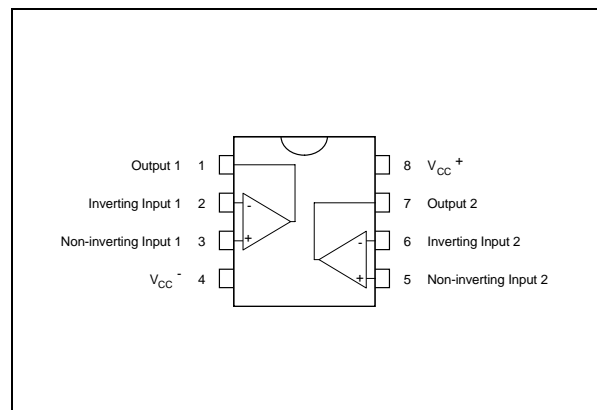 Output 1 1
Inverting Input 1 2
Non-inverting Input 1 3
VCC - 4
8 VCC +
7 Output 2
6 Inverting Input 2
5 Non-inverting Input 2
-
+
-
+